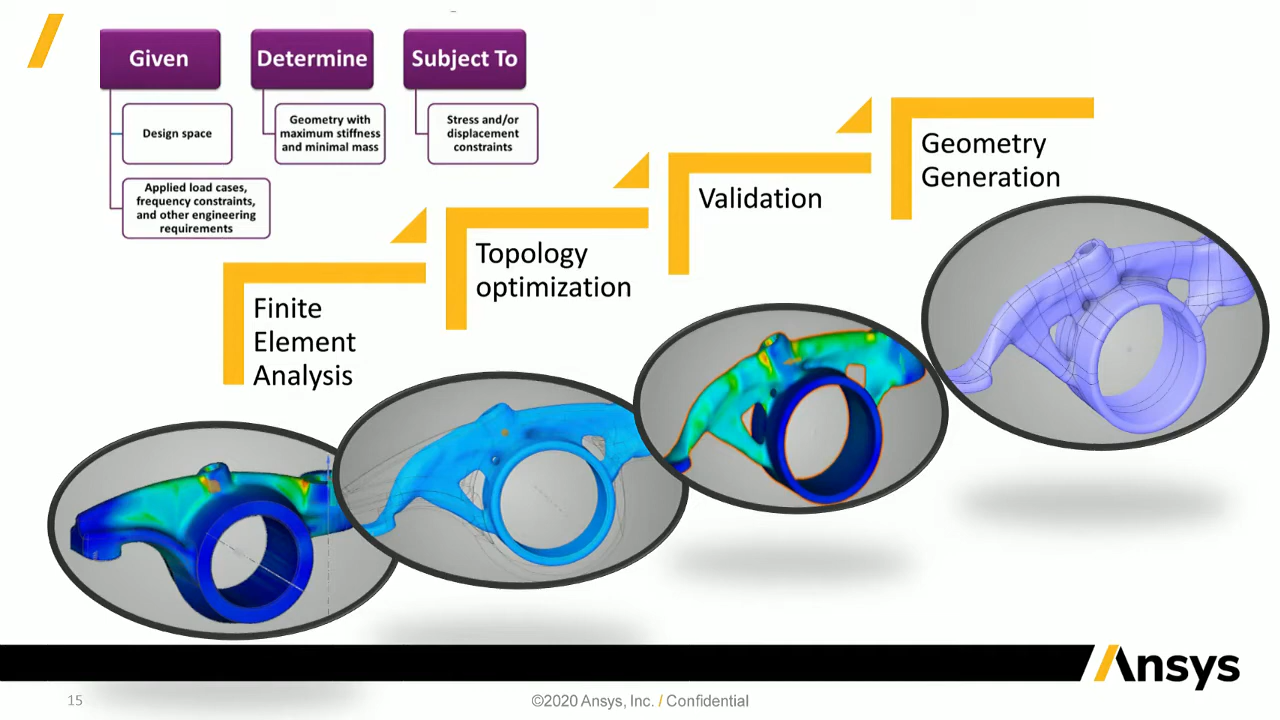 Given
Determine
Subject To
Design space
Geometry with
maximum stiffness
and minimal mass
Stress and/or
displacement
constraints
Applied load cases,
frequency constraints,
and other engineering
requirements
Finite
Element
Analysis
Topology
optimization
Validation
Geometry
Generation
Ansys
15
©2020 Ansys, Inc. / Confidential